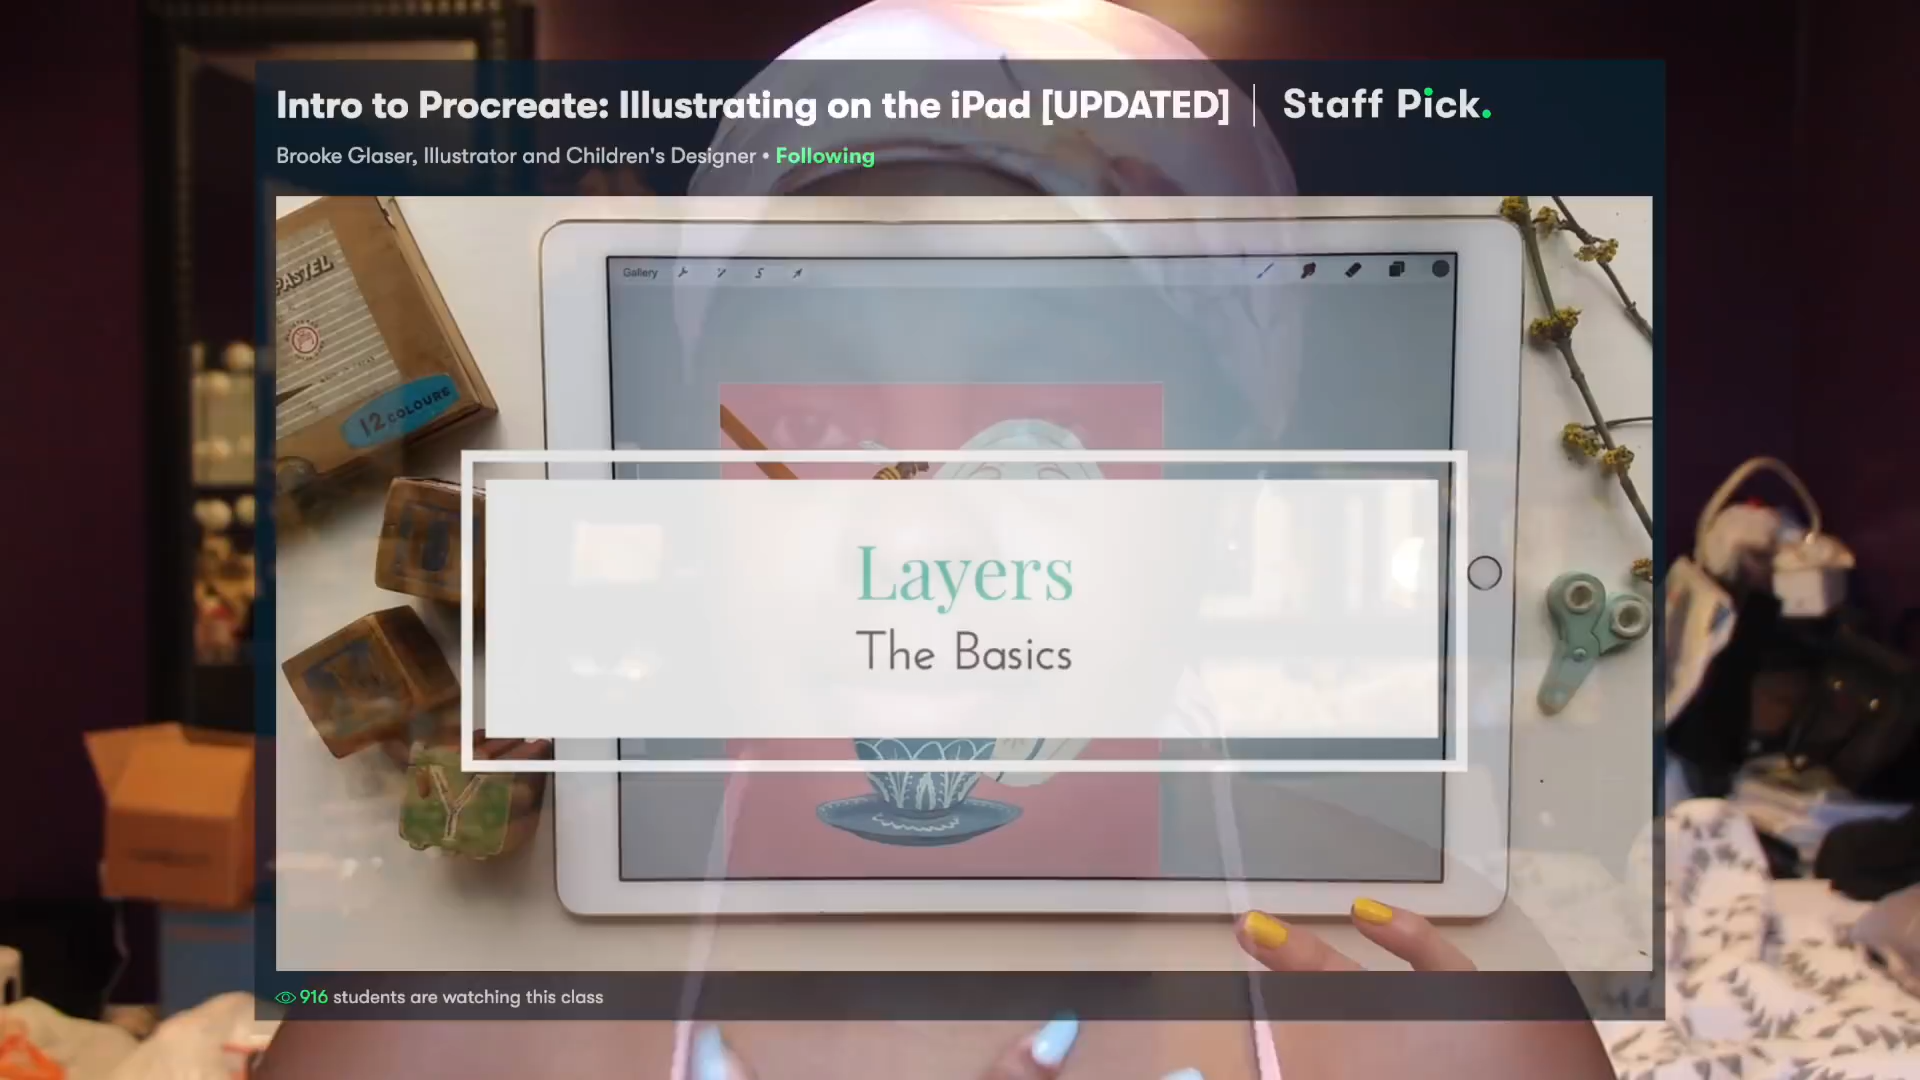 Intro to Procreate: Illustrating on the iPad [UPDATED] | Staff Pick.
Brooke Glaser, Illustrator and Children's Designer • Following
PASTEL
Gallery
12 COLOURS
Layers
The Basics
Y
916 students are watching this class